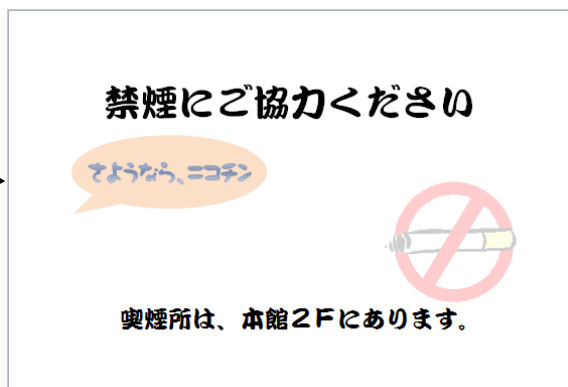 禁煙にご協力ください
さようなら、ニコチン
喫煙所は、本館２Ｆにあります。